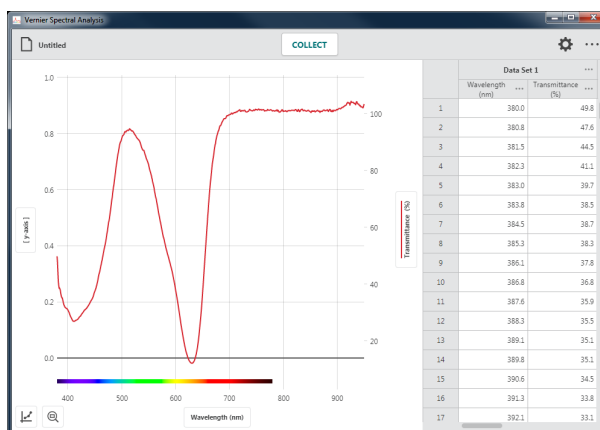 Vernier Spectral Analysis
Untitled
COLLECT
1.0
0.8
0.6
0.4
0.2
0.0
[ y-axis ]
100
80
60
40
20
Transmittance (%)
400 500 600 700 800 900
Wavelength (nm)
Data Set 1
Wavelength (nm) Transmittance (%)
1 380.0 49.8
2 380.8 47.6
3 381.5 44.5
4 382.3 41.1
5 383.0 39.7
6 383.8 38.5
7 384.5 38.7
8 385.3 38.3
9 386.1 37.8
10 386.8 36.8
11 387.6 35.9
12 388.3 35.5
13 389.1 35.1
14 389.8 35.1
15 390.6 34.5
16 391.3 33.8
17 392.1 33.1